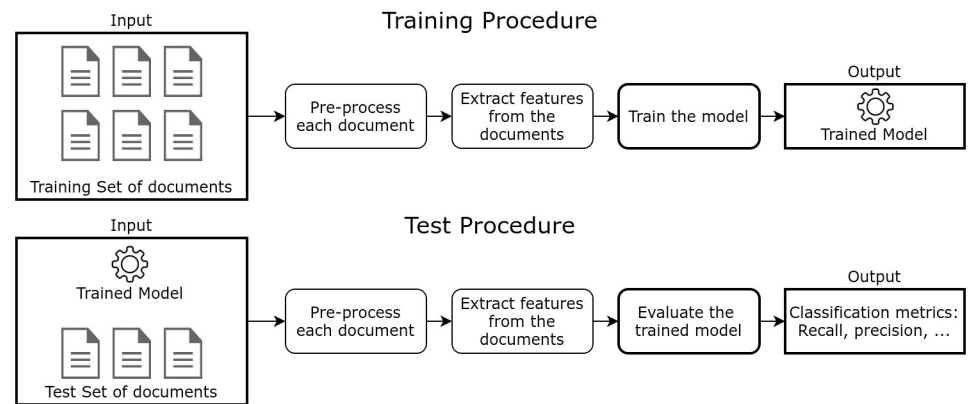 Training Procedure
Input
Training Set of documents
Pre-process
each document
Extract features
from the
documents
Train the model
Output
Trained Model
Test Procedure
Input
Trained Model
Test Set of documents
Pre-process
each document
Extract features
from the
documents
Evaluate the
trained model
Output
Classification metrics:
Recall, precision, ...